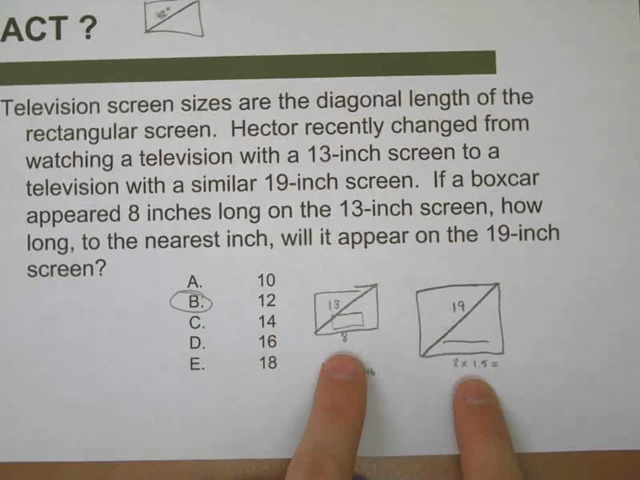 ACT ?
42"
Television screen sizes are the diagonal length of the
rectangular screen. Hector recently changed from
watching a television with a 13-inch screen to a
television with a similar 19-inch screen. If a boxcar
appeared 8 inches long on the 13-inch screen, how
long, to the nearest inch, will it appear on the 19-inch
screen?
A. 10
B. 12
C. 14
D. 16
E. 18
13
8
19
8 x 1.5 =